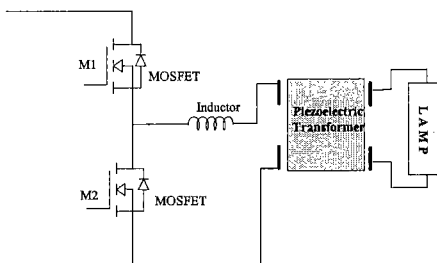 M1
MOSFET
Inductor
Piezoelectric
Transformer
LAMP
M2
MOSFET